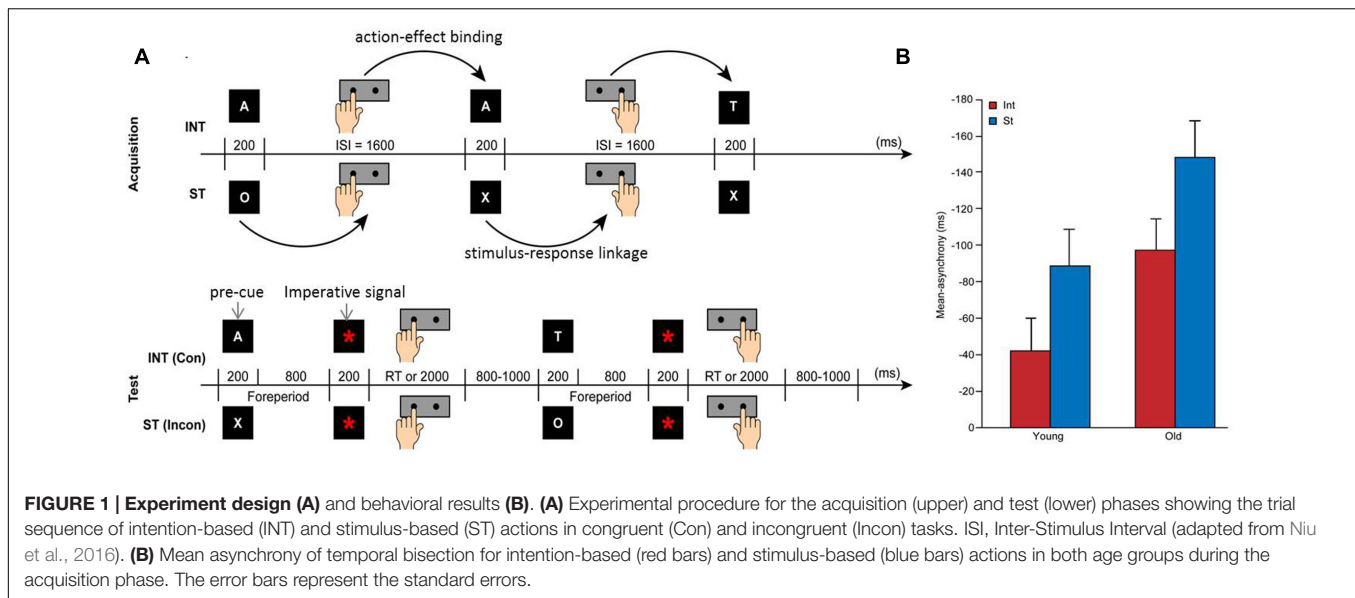 A
action-effect binding
B
A
A
T
INT
Acquisition
200
ISI = 1600
200
ISI = 1600
200
(ms)
ST
O
X
X
stimulus-response linkage
pre-cue
Imperative signal
INT (Con)
A
*
T
*
Test
200
800
200
RT or 2000
800-1000
200
800
200
RT or 2000
800-1000
(ms)
Foreperiod
Foreperiod
ST (Incon)
X
*
O
*
Int
St
Mean-asynchrony (ms)
-180
-160
-140
-120
-100
-80
-60
-40
-20
0
Young
Old
FIGURE 1 | Experiment design (A) and behavioral results (B). (A) Experimental procedure for the acquisition (upper) and test (lower) phases showing the trial
sequence of intention-based (INT) and stimulus-based (ST) actions in congruent (Con) and incongruent (Incon) tasks. ISI, Inter-Stimulus Interval (adapted from Niu
et al., 2016). (B) Mean asynchrony of temporal bisection for intention-based (red bars) and stimulus-based (blue bars) actions in both age groups during the
acquisition phase. The error bars represent the standard errors.